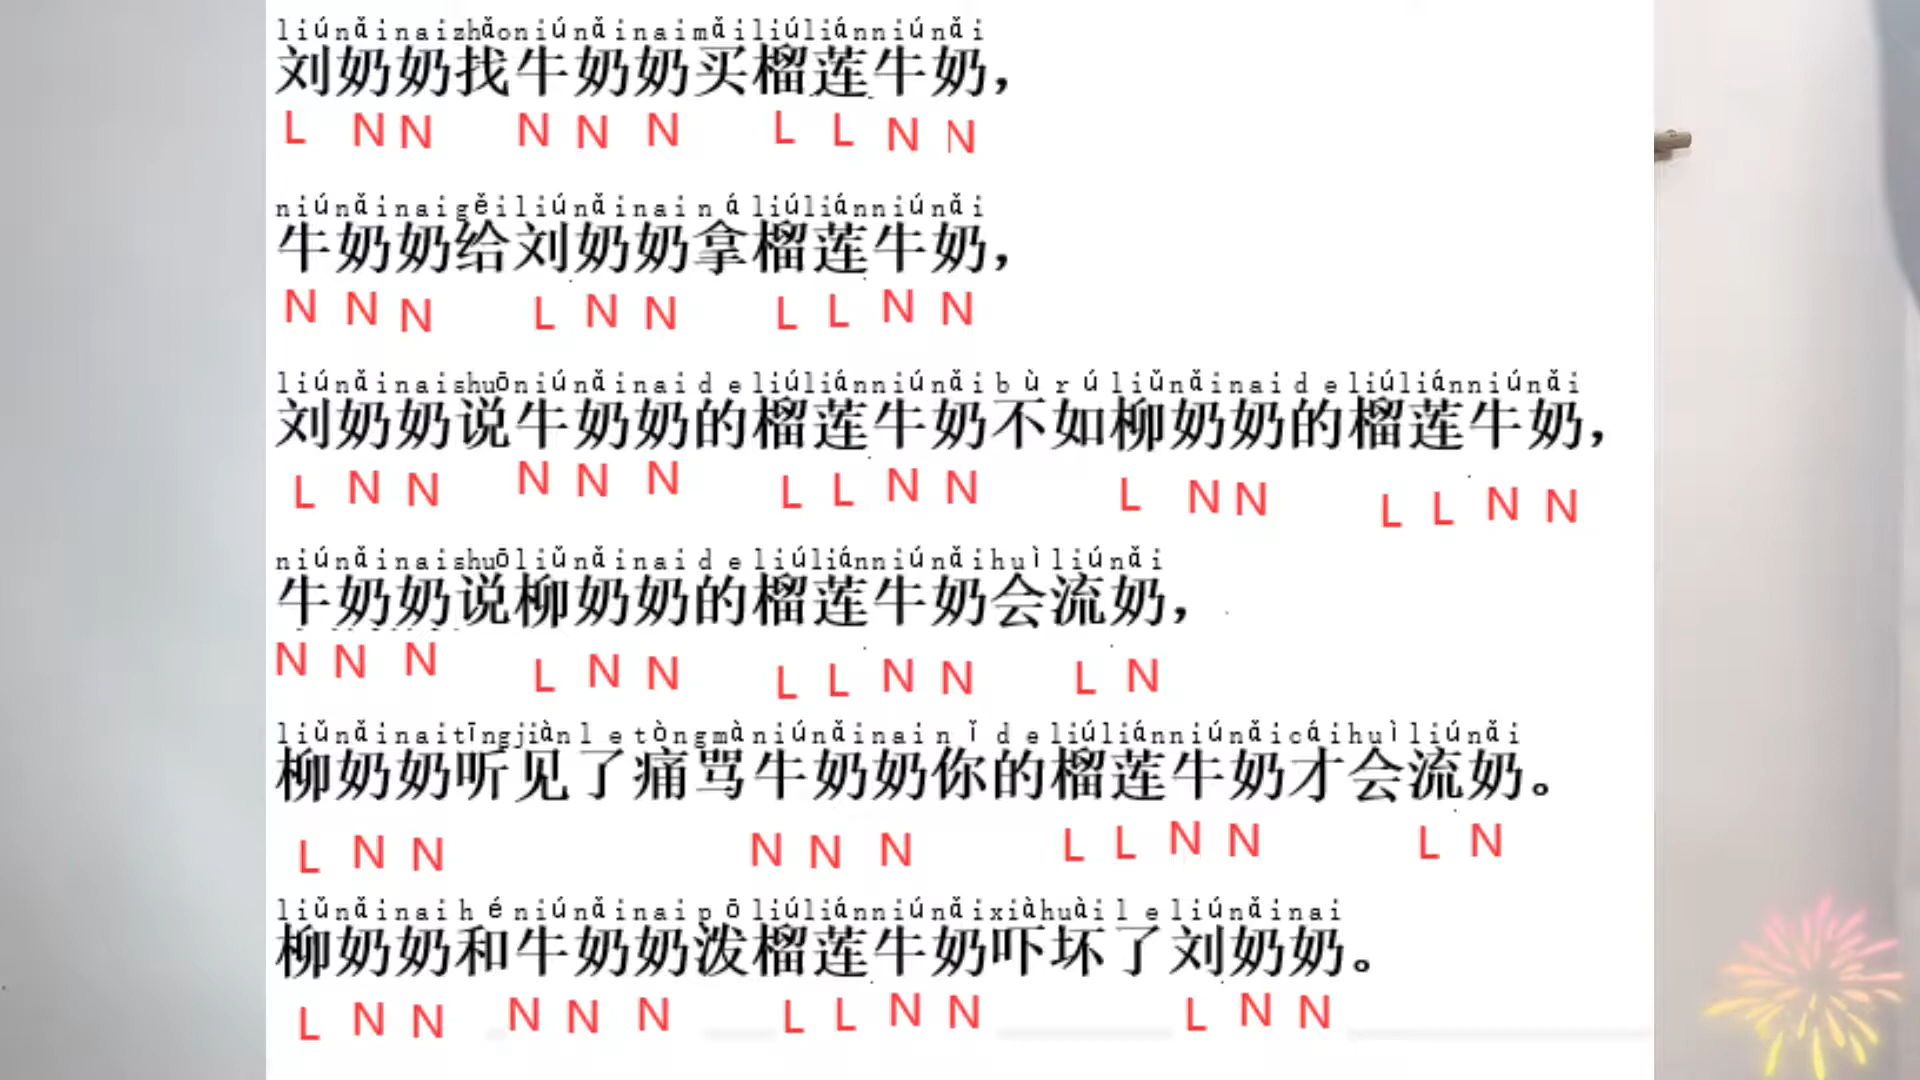 liúnǎinaizhǎoniúnǎinaimǎiliúliánniúnǎi
刘奶奶找牛奶奶买榴莲牛奶，
L N N N N N L L N N
niúnǎinaigěiliúnǎinaináliúliánniúnǎi
牛奶奶给刘奶奶拿榴莲牛奶，
N N N L N N L L N N
liúnǎinaishuōniúnǎinaideliúliánniúnǎibùrúliǔnǎinaideliúliánniúnǎi
刘奶奶说牛奶奶的榴莲牛奶不如柳奶奶的榴莲牛奶，
L N N N N N L L N N L N N L L N N
niúnǎinaishuōliǔnǎinaideliúliánniúnǎihuìliúnǎi
牛奶奶说柳奶奶的榴莲牛奶会流奶，
N N N L N N L L N N L N
liǔnǎinaitīngjiànletòngmàniúnǎinainǐdeliúliánniúnǎicáihuìliúnǎi
柳奶奶听见了痛骂牛奶奶你的榴莲牛奶才会流奶。
L N N N N N L L N N L N
liǔnǎinaihéniúnǎinaipōliúliánniúnǎixiàhuàileliúnǎinai
柳奶奶和牛奶奶泼榴莲牛奶吓坏了刘奶奶。
L N N N N N L L N N L N N